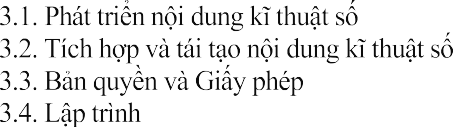 3.1. Phát triển nội dung kĩ thuật số
3.2. Tích hợp và tái tạo nội dung kĩ thuật số
3.3. Bản quyền và Giấy phép
3.4. Lập trình